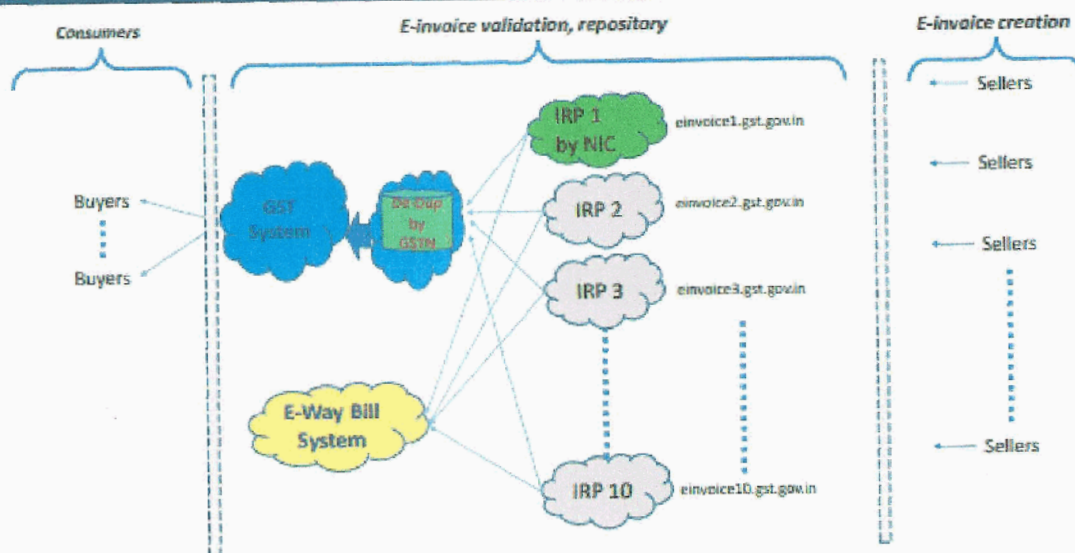 Consumers
E-invoice validation, repository
E-invoice creation
Sellers
IRP 1
by NIC
einvoice1.gst.gov.in
Sellers
Buyers
GST
System
De Dup
by
GSTN
IRP 2
einvoice2.gst.gov.in
Sellers
Buyers
IRP 3
einvoice3.gst.gov.in
E-Way Bill
System
Sellers
IRP 10
einvoice10.gst.gov.in